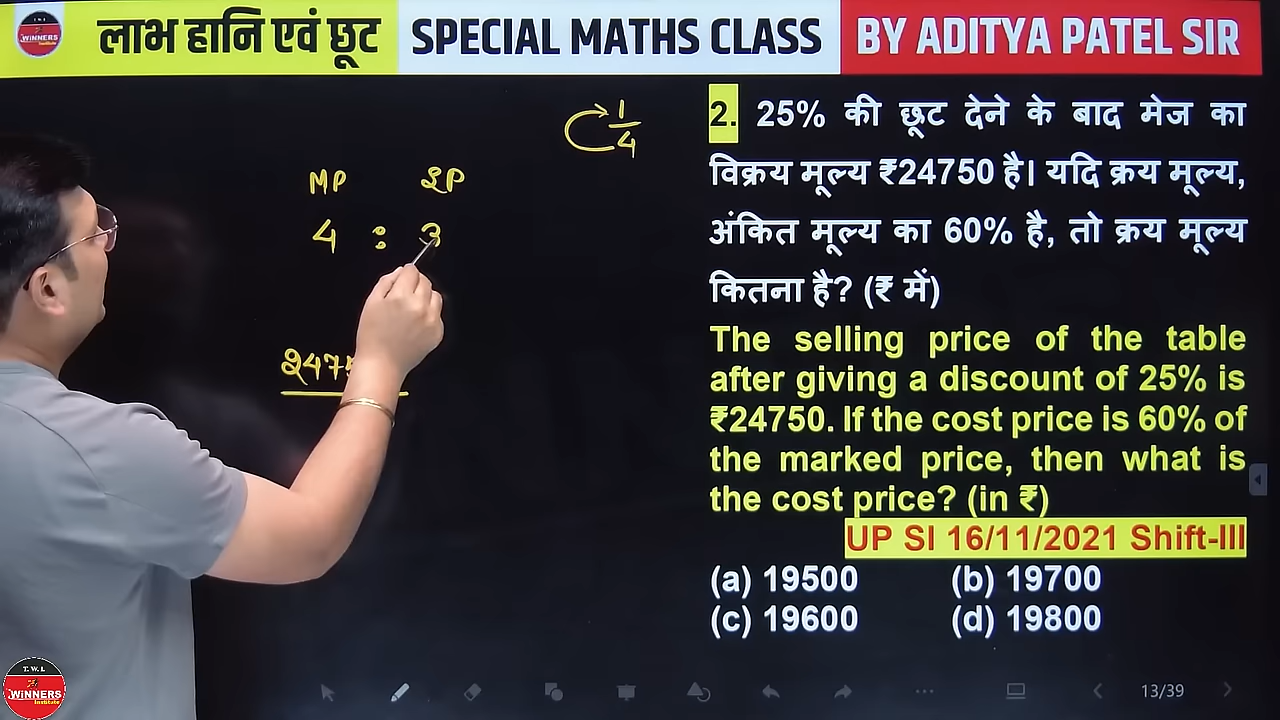 WINNERS
Institute
लाभ हानि एवं छूट
SPECIAL MATHS CLASS
BY ADITYA PATEL SIR
1
4
MP SP
4 : 3
2475
2. 25% की छूट देने के बाद मेज का
विक्रय मूल्य ₹24750 है। यदि क्रय मूल्य,
अंकित मूल्य का 60% है, तो क्रय मूल्य
कितना है? (₹ में)
The selling price of the table
after giving a discount of 25% is
₹24750. If the cost price is 60% of
the marked price, then what is
the cost price? (in ₹)
UP SI 16/11/2021 Shift-III
(a) 19500 (b) 19700
(c) 19600 (d) 19800
T.W.I.
WiNNERS
Institute
13/39